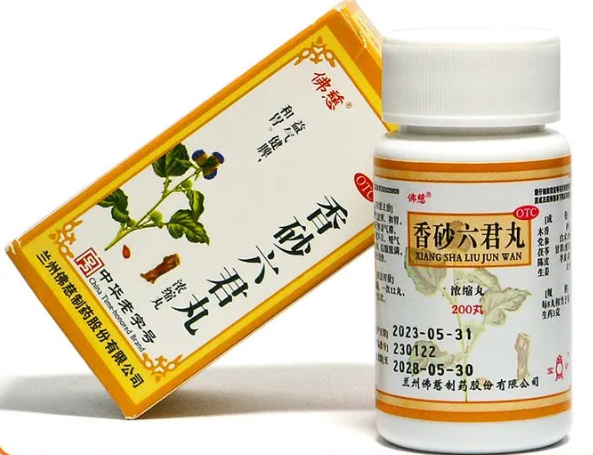 佛慈®
益气健脾，
和胃。
OTC
香砂六君丸
浓缩丸
中华老字号
China Time-honored Brand
兰州佛慈制药股份有限公司
佛慈®
OTC
香砂六君丸
XIANG SHA LIU JUN WAN
浓缩丸
200丸
2023-05-31
230122
2028-05-30
兰州佛慈制药股份有限公司